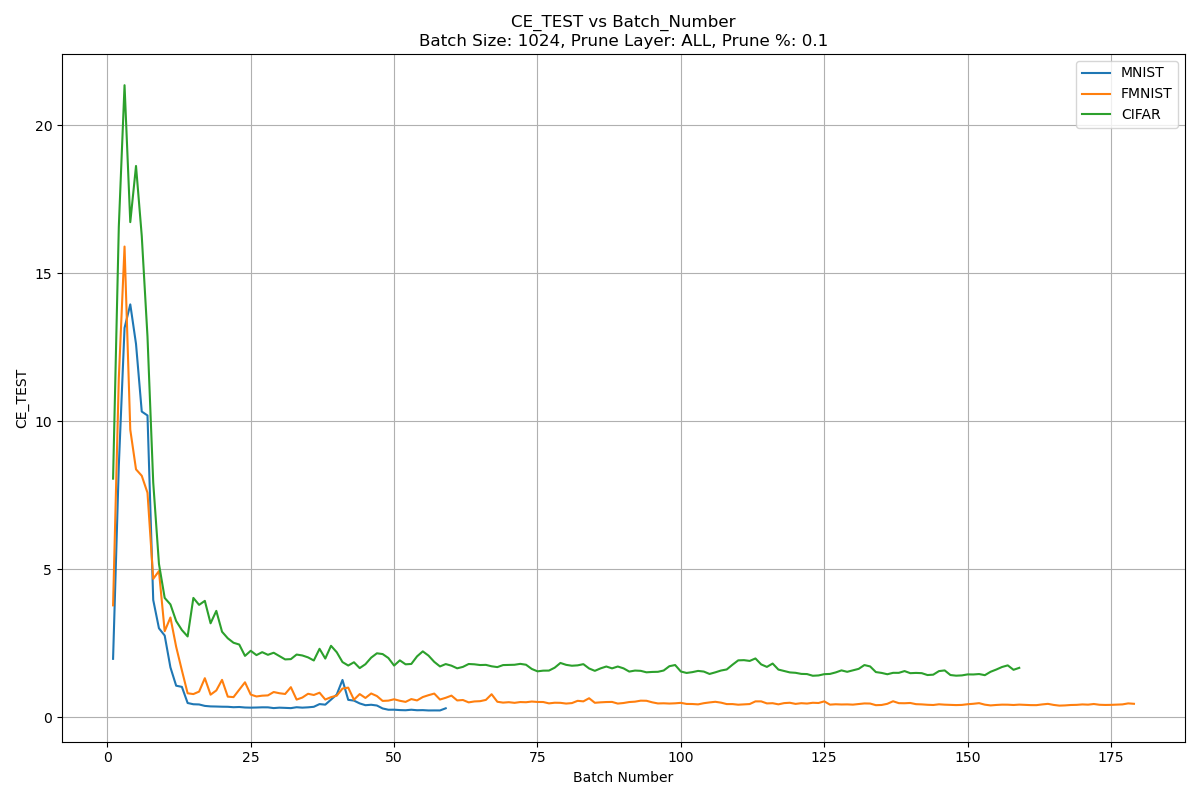 CE_TEST vs Batch_Number
Batch Size: 1024, Prune Layer: ALL, Prune %: 0.1
MNIST
FMNIST
CIFAR
CE_TEST
20
15
10
5
0
0 25 50 75 100 125 150 175
Batch Number